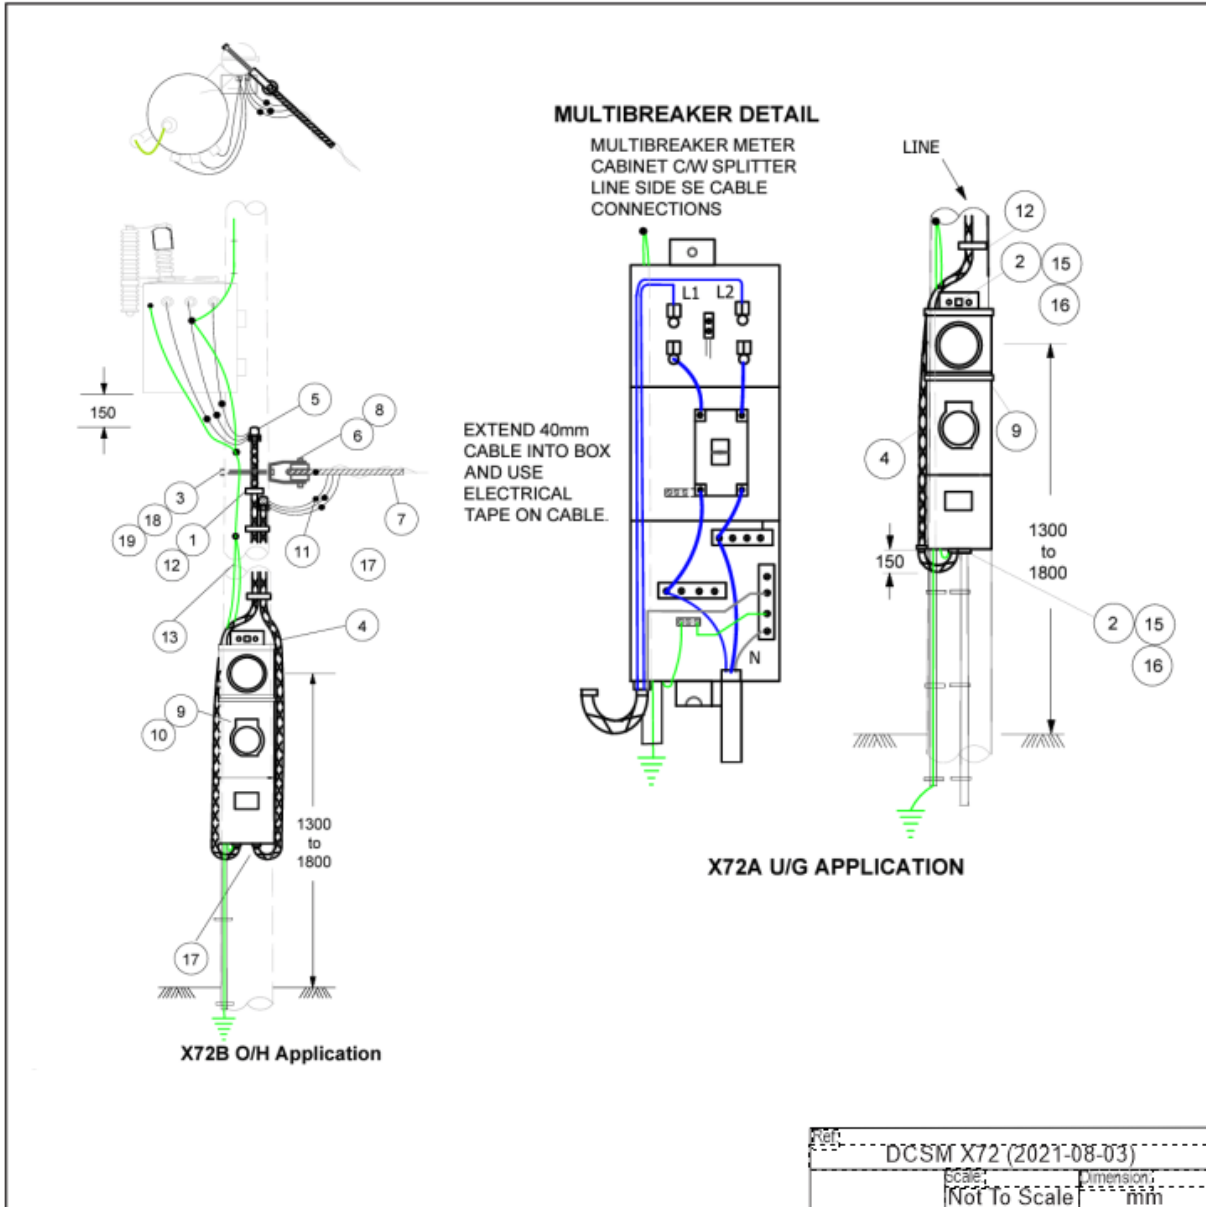 MULTIBREAKER DETAIL
MULTIBREAKER METER
CABINET C/W SPLITTER
LINE SIDE SE CABLE
CONNECTIONS
L1 L2
EXTEND 40mm
CABLE INTO BOX
AND USE
ELECTRICAL
TAPE ON CABLE.
N
LINE
12
2 15
16
9
4
150
1300
to
1800
2 15
16
X72A U/G APPLICATION
150
5
8
6
3
18
19
1
12
11
7
17
13
4
9
10
1300
to
1800
17
X72B O/H Application
Ref:
DCSM X72 (2021-08-03)
Scale: Dimension:
Not To Scale mm